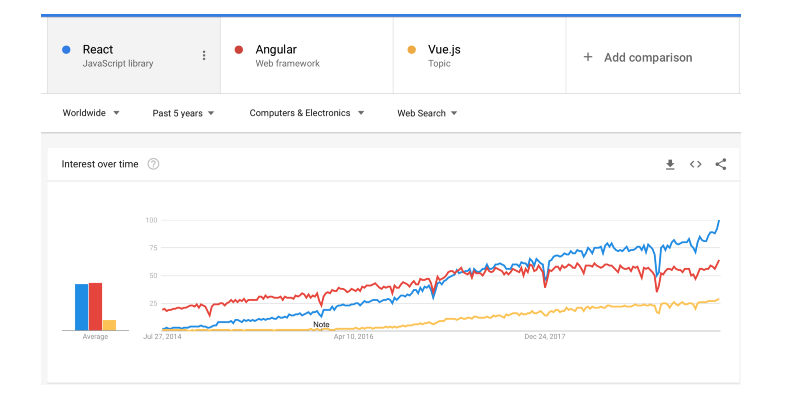 React
JavaScript library
Angular
Web framework
Vue.js
Topic
+ Add comparison
Worldwide
Past 5 years
Computers & Electronics
Web Search
Interest over time ?
100
75
50
25
Note
Average
Jul 27, 2014
Apr 10, 2016
Dec 24, 2017